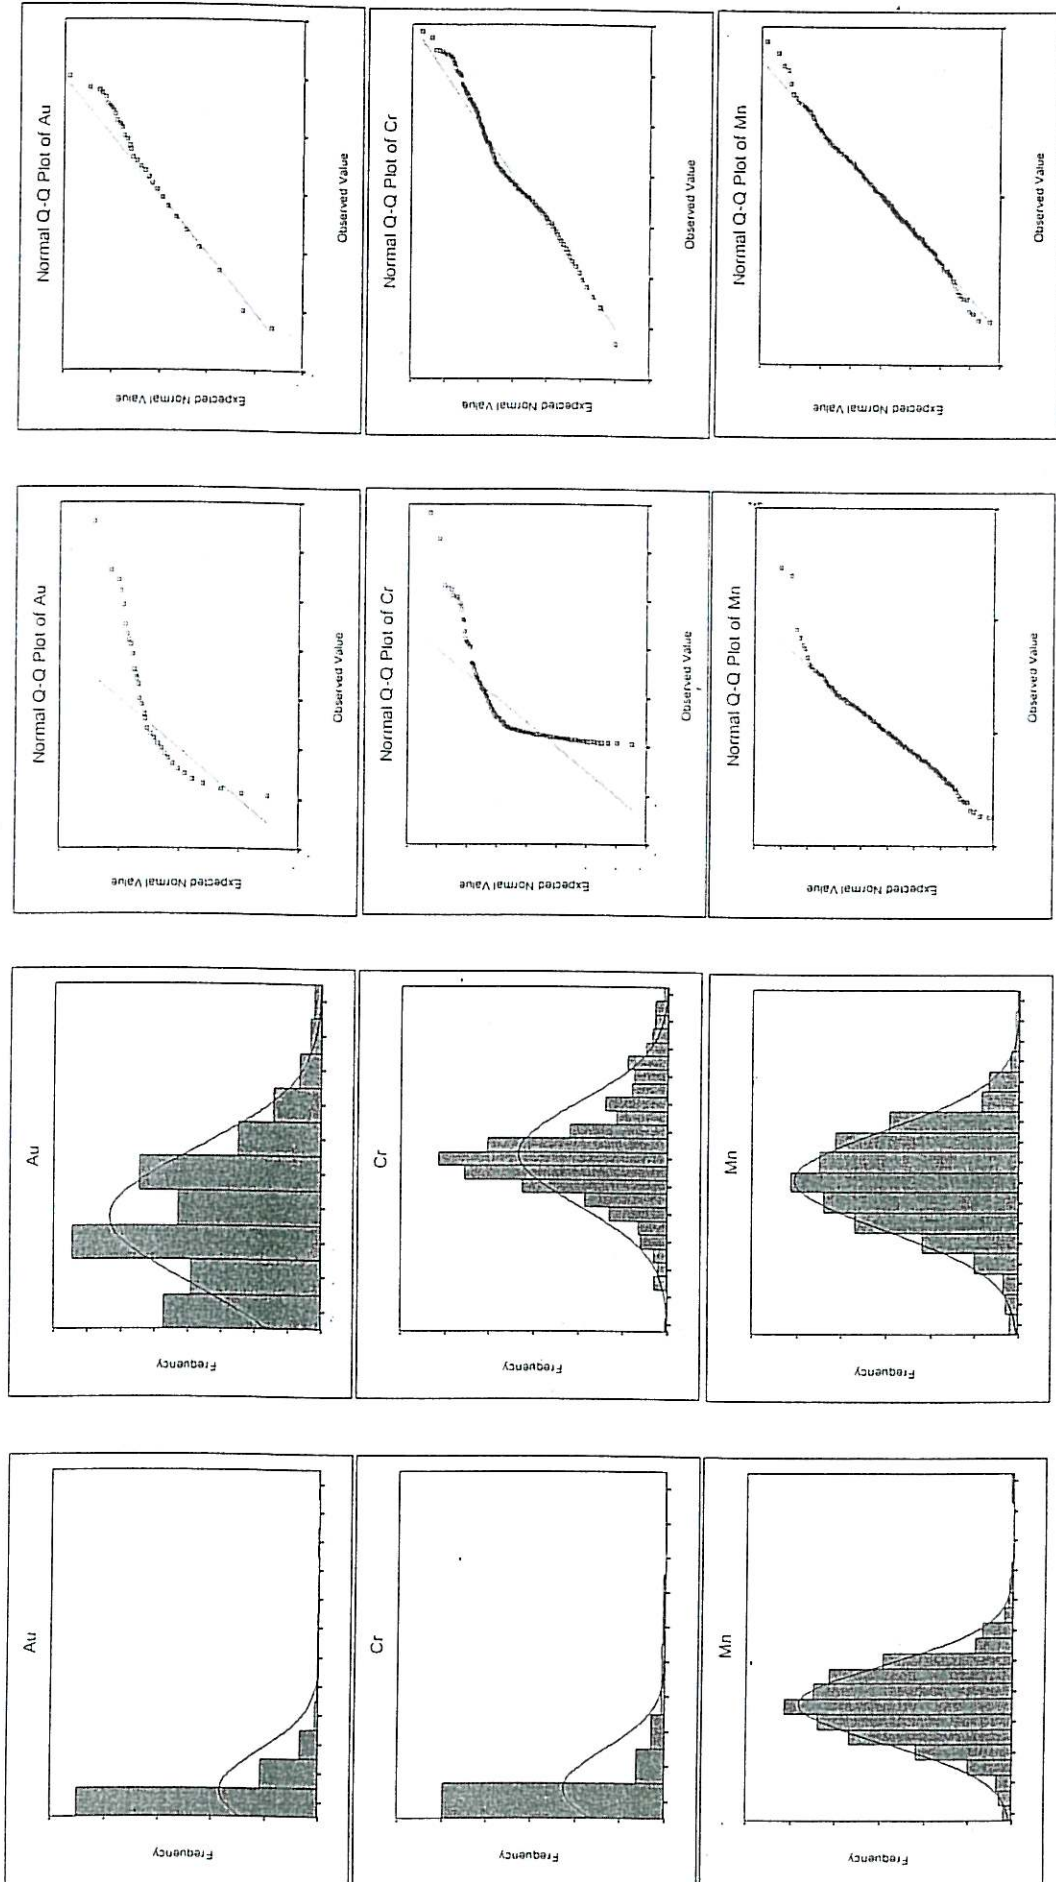 Normal Q-Q Plot of Au
Expected Normal Value
Observed Value
Normal Q-Q Plot of Cr
Expected Normal Value
Observed Value
Normal Q-Q Plot of Mn
Expected Normal Value
Observed Value
Normal Q-Q Plot of Au
Expected Normal Value
Observed Value
Normal Q-Q Plot of Cr
Expected Normal Value
Observed Value
Normal Q-Q Plot of Mn
Expected Normal Value
Observed Value
Au
Frequency
Cr
Frequency
Mn
Frequency
Au
Frequency
Cr
Frequency
Mn
Frequency